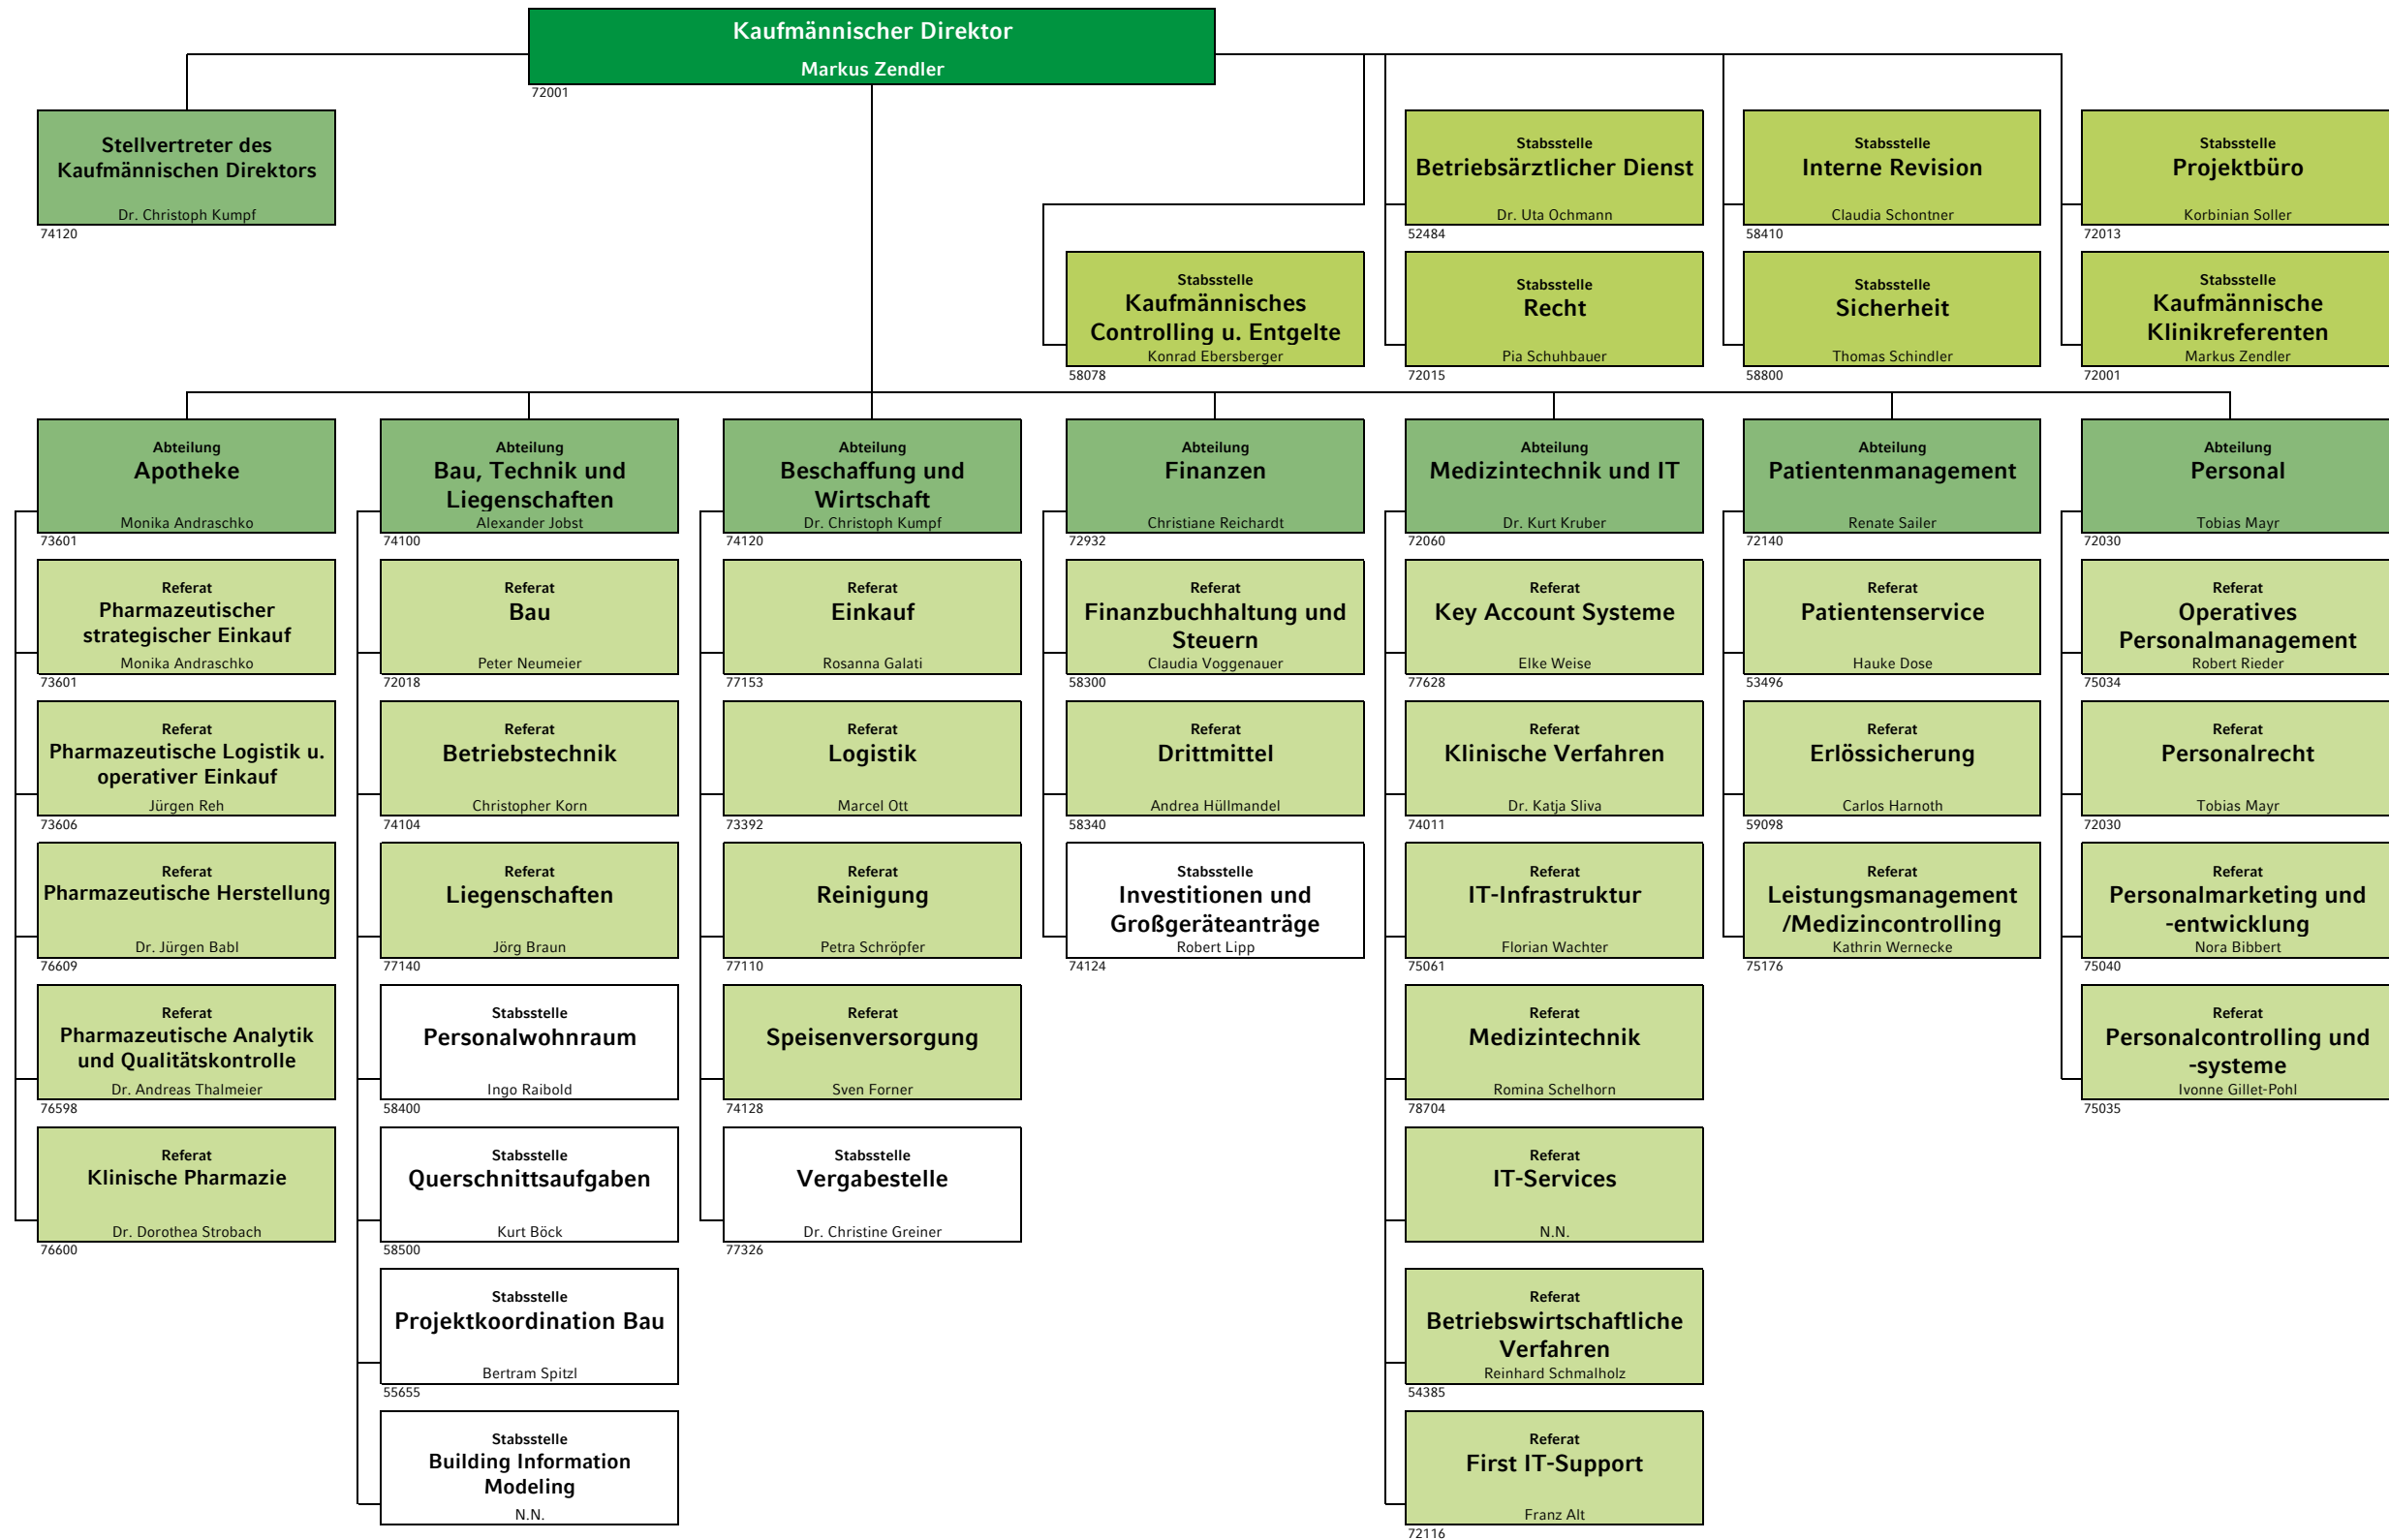 Kaufmännischer Direktor
Markus Zendler
72001
Stellvertreter des
Kaufmännischen Direktors
Dr. Christoph Kumpf
74120
Stabsstelle
Betriebsärztlicher Dienst
Dr. Uta Ochmann
52484
Stabsstelle
Interne Revision
Claudia Schontner
58410
Stabsstelle
Projektbüro
Korbinian Soller
72013
Stabsstelle
Kaufmännisches
Controlling u. Entgelte
Konrad Ebersberger
58078
Stabsstelle
Recht
Pia Schuhbauer
72015
Stabsstelle
Sicherheit
Thomas Schindler
58800
Stabsstelle
Kaufmännische
Klinikreferenten
Markus Zendler
72001
Abteilung
Apotheke
Monika Andraschko
73601
Referat
Pharmazeutischer
strategischer Einkauf
Monika Andraschko
73601
Referat
Pharmazeutische Logistik u.
operativer Einkauf
Jürgen Reh
73606
Referat
Pharmazeutische Herstellung
Dr. Jürgen Babl
76609
Referat
Pharmazeutische Analytik
und Qualitätskontrolle
Dr. Andreas Thalmeier
76598
Referat
Klinische Pharmazie
Dr. Dorothea Strobach
76600
Abteilung
Bau, Technik und
Liegenschaften
Alexander Jobst
74100
Referat
Bau
Peter Neumeier
72018
Referat
Betriebstechnik
Christopher Korn
74104
Referat
Liegenschaften
Jörg Braun
77140
Stabsstelle
Personalwohnraum
Ingo Raibold
58400
Stabsstelle
Querschnittsaufgaben
Kurt Böck
58500
Stabsstelle
Projektkoordination Bau
Bertram Spitzl
55655
Stabsstelle
Building Information
Modeling
N.N.
Abteilung
Beschaffung und
Wirtschaft
Dr. Christoph Kumpf
74120
Referat
Einkauf
Rosanna Galati
77153
Referat
Logistik
Marcel Ott
73392
Referat
Reinigung
Petra Schröpfer
77110
Referat
Speisenversorgung
Sven Forner
74128
Stabsstelle
Vergabestelle
Dr. Christine Greiner
77326
Abteilung
Finanzen
Christiane Reichardt
72932
Referat
Finanzbuchhaltung und
Steuern
Claudia Voggenauer
58300
Referat
Drittmittel
Andrea Hüllmandel
58340
Stabsstelle
Investitionen und
Großgeräteanträge
Robert Lipp
74124
Abteilung
Medizintechnik und IT
Dr. Kurt Kruber
72060
Referat
Key Account Systeme
Elke Weise
77628
Referat
Klinische Verfahren
Dr. Katja Sliva
74011
Referat
IT-Infrastruktur
Florian Wachter
75061
Referat
Medizintechnik
Romina Schelhorn
78704
Referat
IT-Services
N.N.
Referat
Betriebswirtschaftliche
Verfahren
Reinhard Schmalholz
54385
Referat
First IT-Support
Franz Alt
72116
Abteilung
Patientenmanagement
Renate Sailer
72140
Referat
Patientenservice
Hauke Dose
53496
Referat
Erlössicherung
Carlos Harnoth
59098
Referat
Leistungsmanagement
/Medizincontrolling
Kathrin Wernecke
75176
Abteilung
Personal
Tobias Mayr
72030
Referat
Operatives
Personalmanagement
Robert Rieder
75034
Referat
Personalrecht
Tobias Mayr
72030
Referat
Personalmarketing und
-entwicklung
Nora Bibbert
75040
Referat
Personalcontrolling und
-systeme
Ivonne Gillet-Pohl
75035